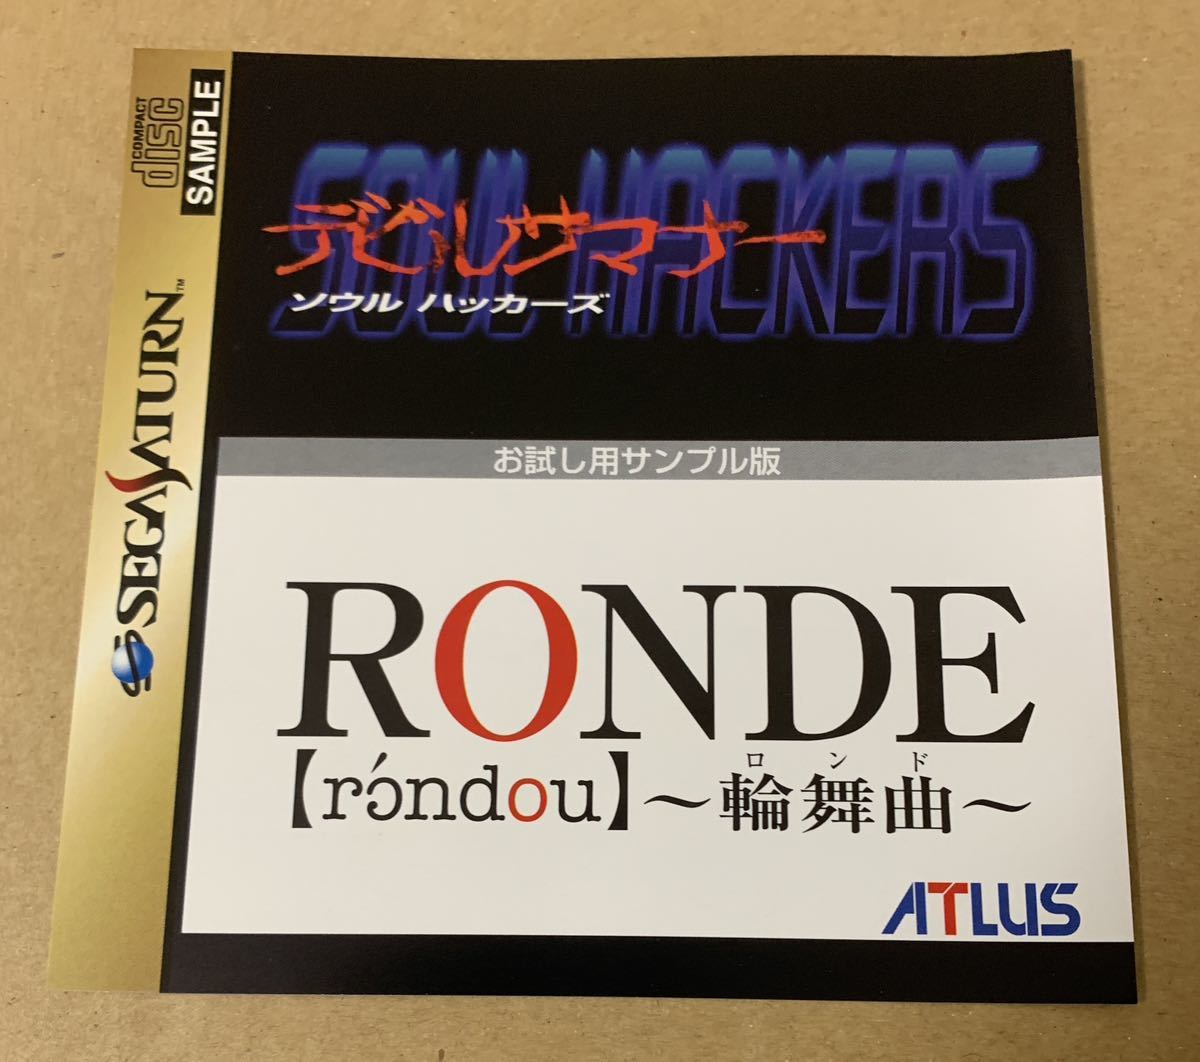 COMPACT
disc
SAMPLE
SEGA SATURN™
SOUL HACKERS
デビルサマナー
ソウル ハッカーズ
お試し用サンプル版
RONDE
ロンド
【rɔ́ndou】～輪舞曲～
ATLUS